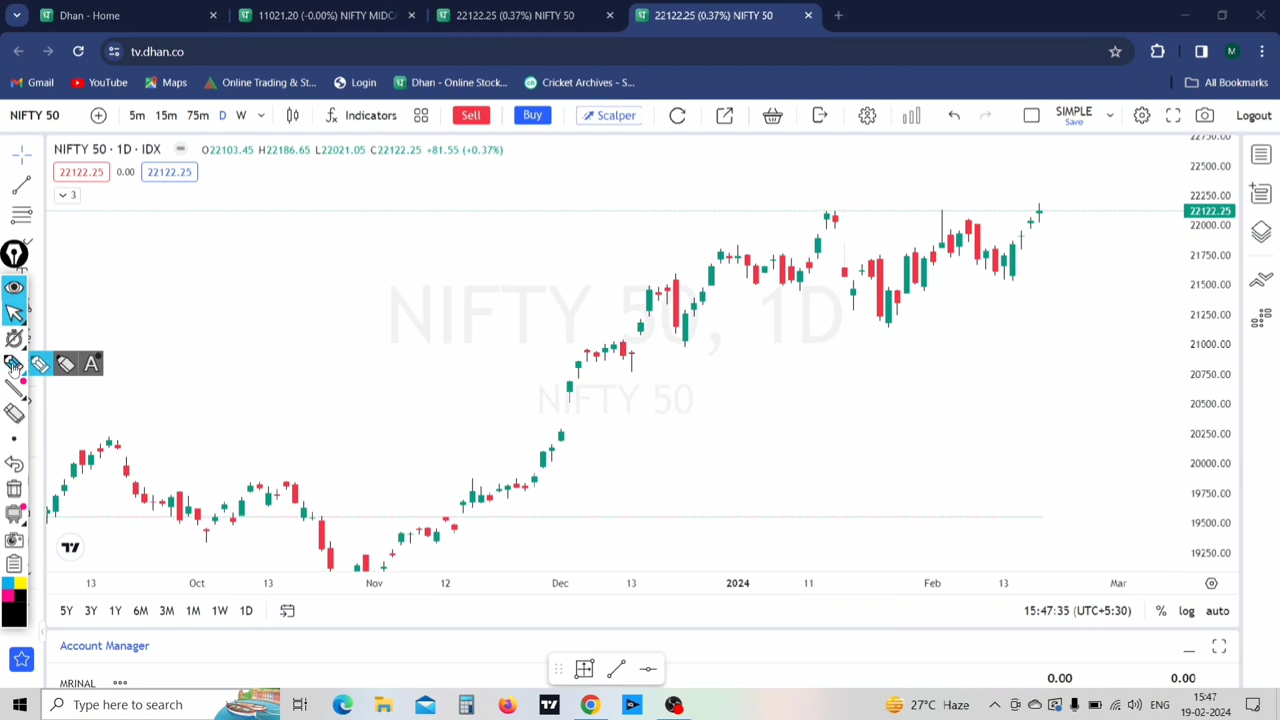 Dhan - Home
11021.20 (-0.00%) NIFTY MIDC
22122.25 (0.37%) NIFTY 50
22122.25 (0.37%) NIFTY 50
tv.dhan.co
M
Gmail
YouTube
Maps
Online Trading & St...
Login
Dhan - Online Stock...
Cricket Archives - S...
All Bookmarks
NIFTY 50
5m 15m 75m D W
Indicators
Sell
Buy
Scalper
SIMPLE
Save
Logout
NIFTY 50 · 1D · IDX
O22103.45 H22186.65 L22021.05 C22122.25 +81.55 (+0.37%)
22122.25 0.00 22122.25
3
NIFTY 50, 1D
NIFTY 50
A
22750.00
22500.00
22250.00
22122.25
22000.00
21750.00
21500.00
21250.00
21000.00
20750.00
20500.00
20250.00
20000.00
19750.00
19500.00
19250.00
13 Oct 13 Nov 12 Dec 13 2024 11 Feb 13 Mar
5Y 3Y 1Y 6M 3M 1M 1W 1D
15:47:35 (UTC+5:30) % log auto
Account Manager
MRINAL
0.00 0.00
Type here to search
27°C Haze
ENG
15:47
19-02-2024